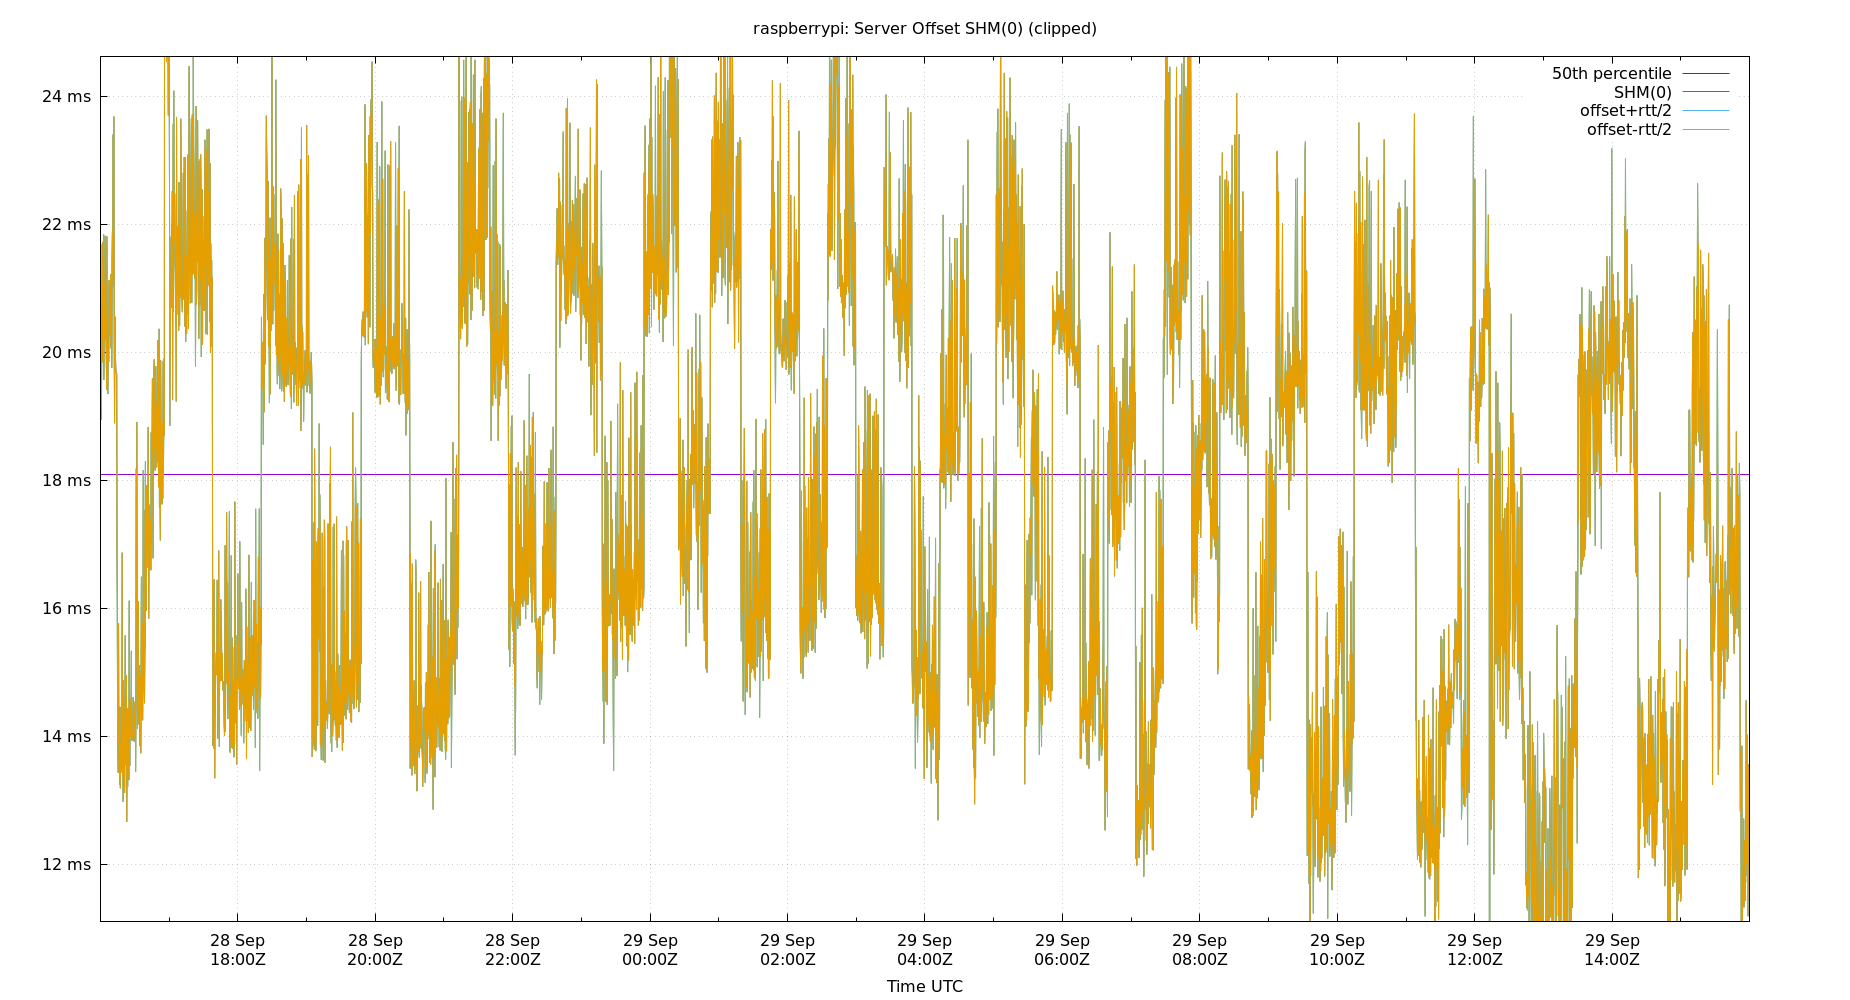 raspberrypi: Server Offset SHM(0) (clipped)
50th percentile
SHM(0)
offset+rtt/2
offset-rtt/2
24 ms
22 ms
20 ms
18 ms
16 ms
14 ms
12 ms
28 Sep 28 Sep 28 Sep 29 Sep 29 Sep 29 Sep 29 Sep 29 Sep 29 Sep 29 Sep 29 Sep
18:00Z 20:00Z 22:00Z 00:00Z 02:00Z 04:00Z 06:00Z 08:00Z 10:00Z 12:00Z 14:00Z
Time UTC